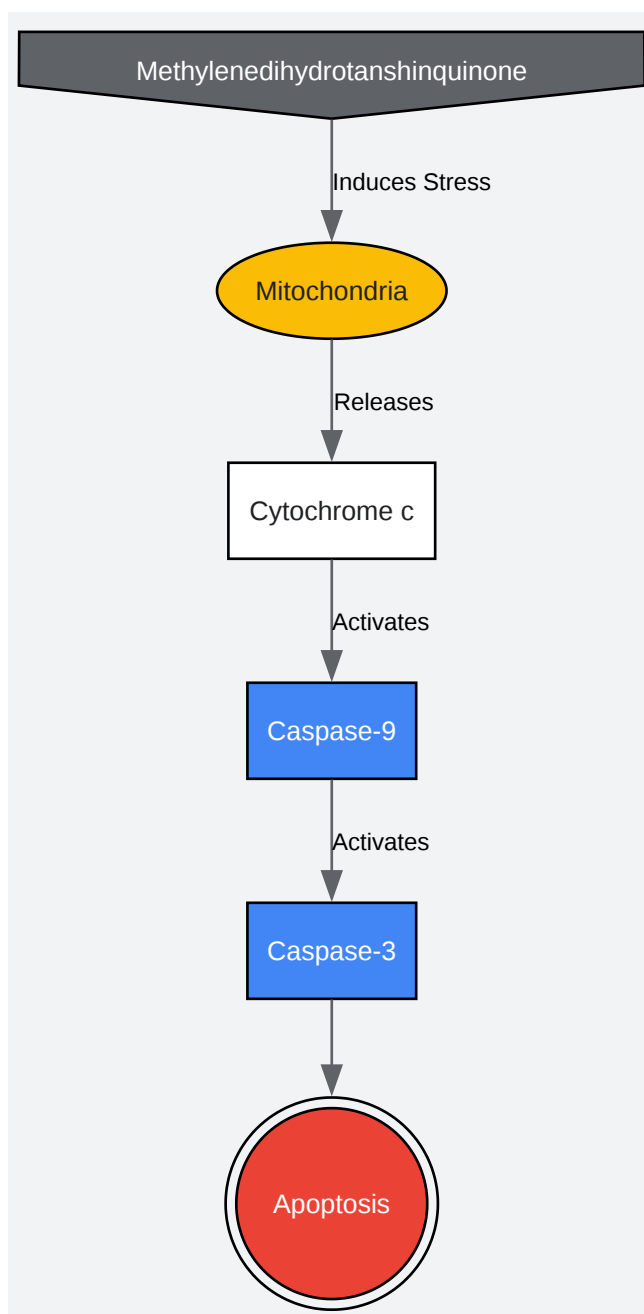 Methylenedihydrotanshinquinone
Induces Stress
Mitochondria
Releases
Cytochrome c
Activates
Caspase-9
Activates
Caspase-3
Apoptosis